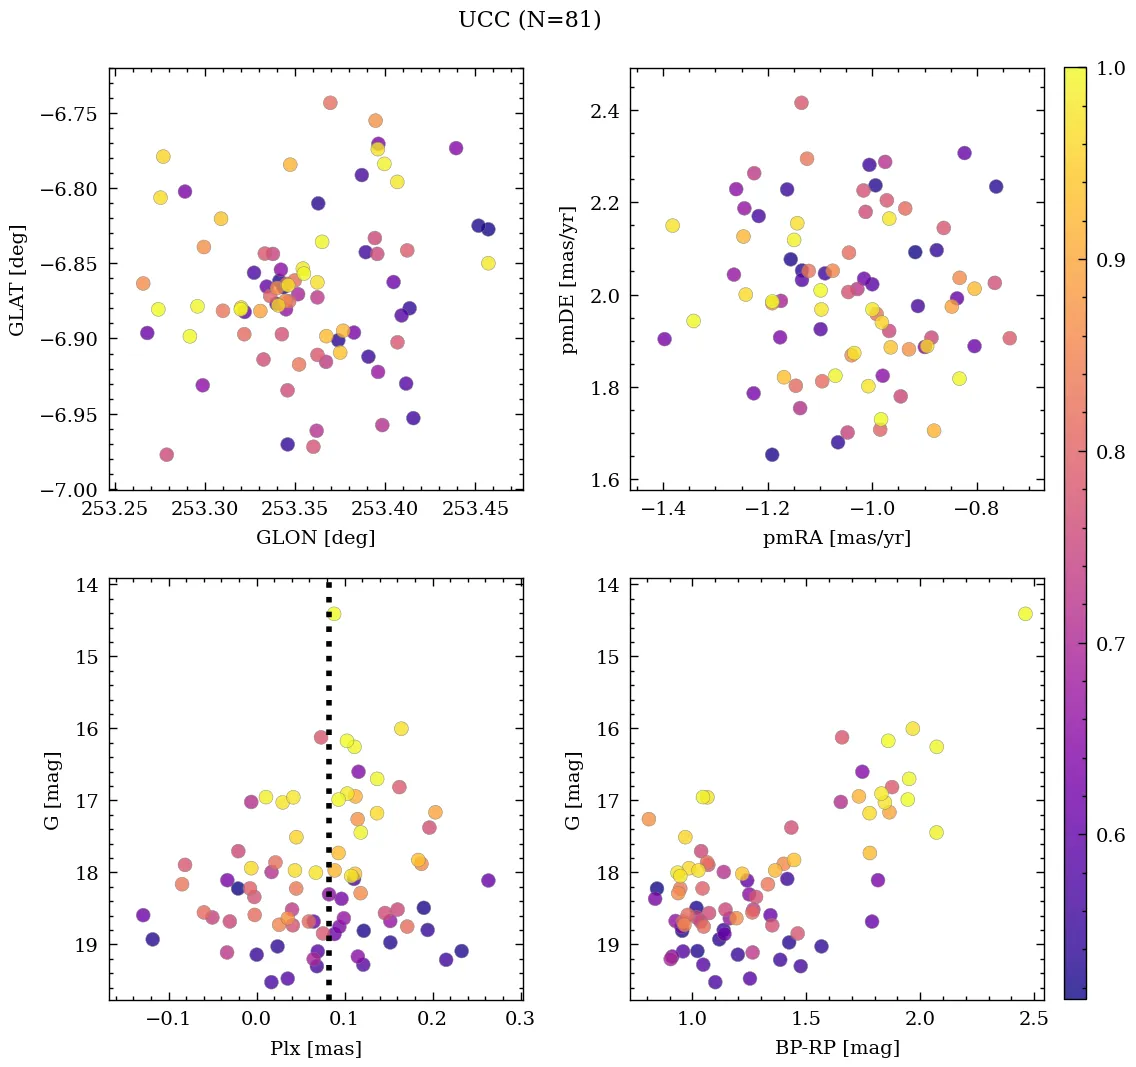 UCC (N=81)
−6.75
−6.80
−6.85
−6.90
−6.95
−7.00
GLAT [deg]
253.25 253.30 253.35 253.40 253.45
GLON [deg]
2.4
2.2
2.0
1.8
1.6
pmDE [mas/yr]
−1.4 −1.2 −1.0 −0.8
pmRA [mas/yr]
14
15
16
17
18
19
G [mag]
−0.1 0.0 0.1 0.2 0.3
Plx [mas]
14
15
16
17
18
19
G [mag]
1.0 1.5 2.0 2.5
BP-RP [mag]
1.0
0.9
0.8
0.7
0.6